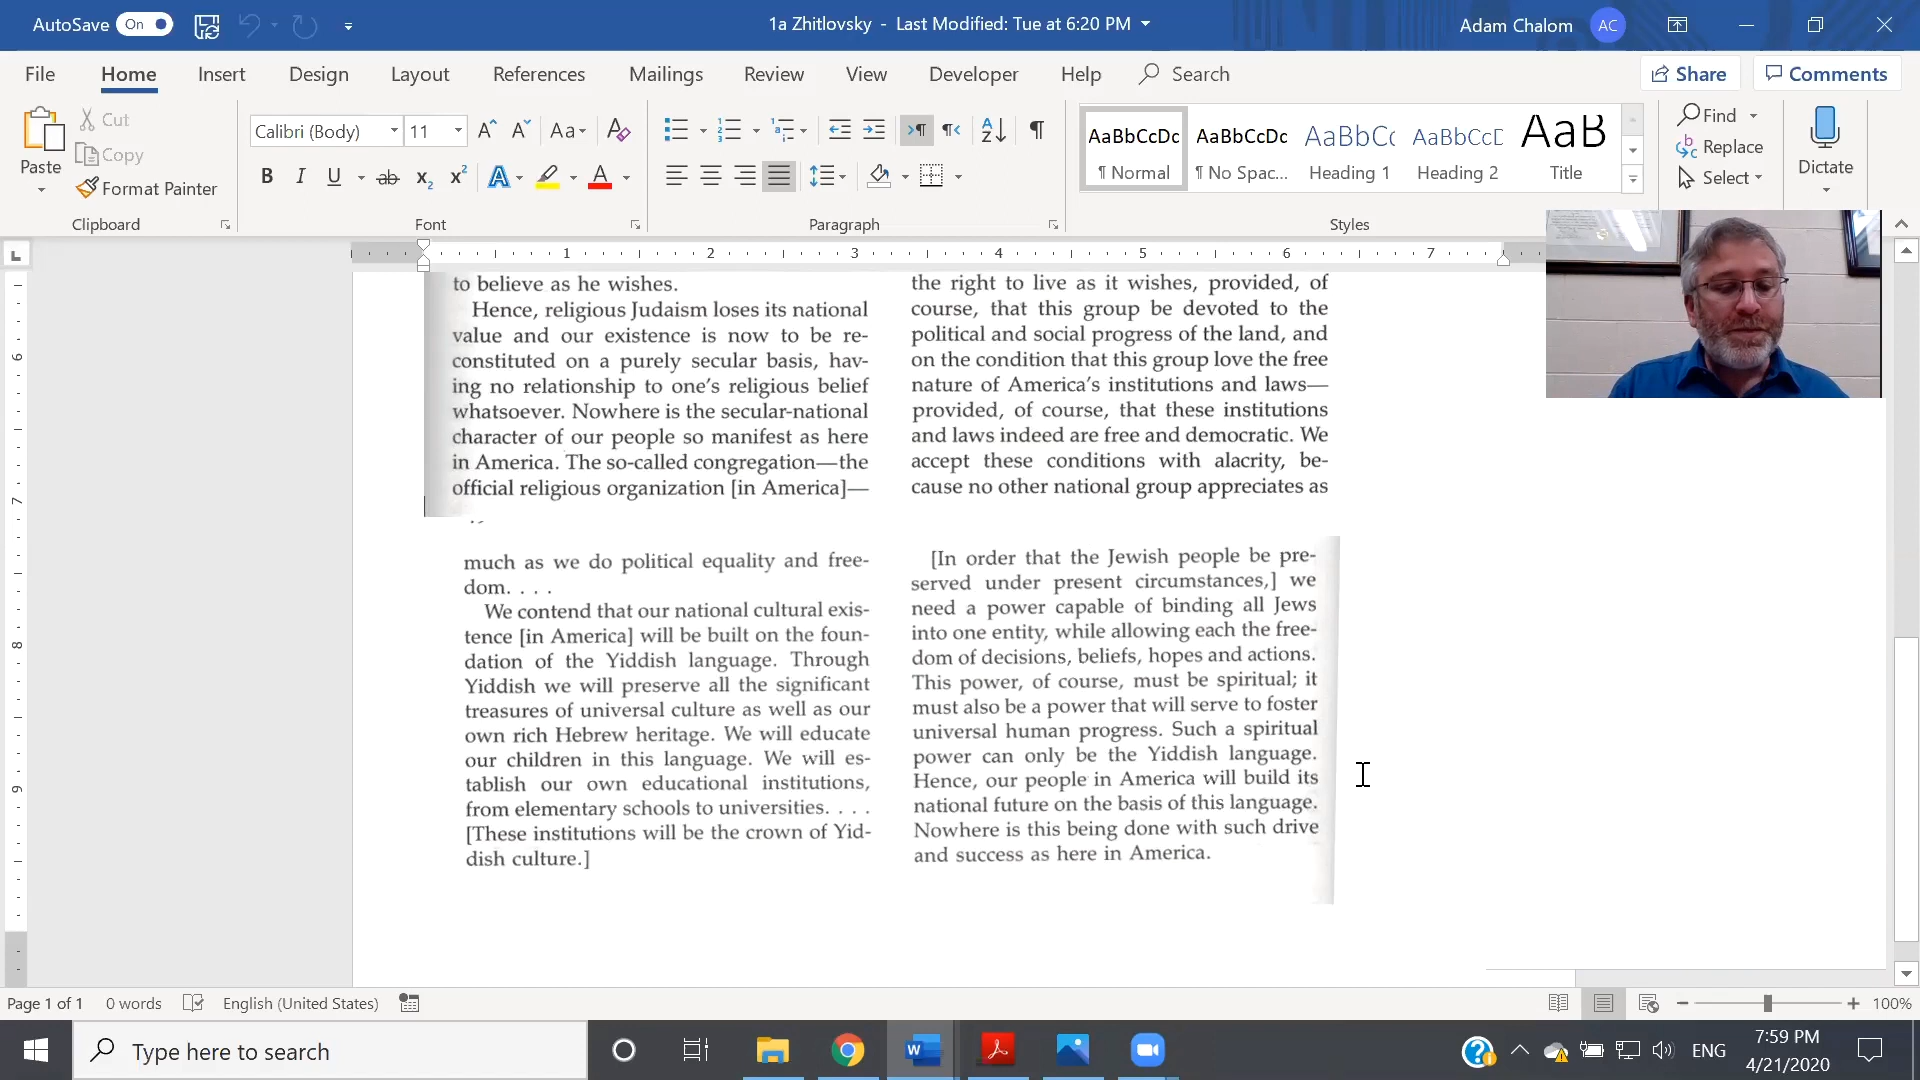 AutoSave On
1a Zhitlovsky - Last Modified: Tue at 6:20 PM
Adam Chalom AC
File Home Insert Design Layout References Mailings Review View Developer Help Search
Share Comments
Paste
Cut
Copy
Format Painter
Clipboard
Calibri (Body) 11
Font
Paragraph
AaBbCcDc
¶ Normal
AaBbCcDc
¶ No Spac...
AaBbCc
Heading 1
AaBbCcD
Heading 2
AaB
Title
Styles
Find
Replace
Select
Dictate
1 2 3 4 5 6 7
6
7
8
9
to believe as he wishes.
Hence, religious Judaism loses its national
value and our existence is now to be re-
constituted on a purely secular basis, hav-
ing no relationship to one's religious belief
whatsoever. Nowhere is the secular-national
character of our people so manifest as here
in America. The so-called congregation—the
official religious organization [in America]—
the right to live as it wishes, provided, of
course, that this group be devoted to the
political and social progress of the land, and
on the condition that this group love the free
nature of America's institutions and laws—
provided, of course, that these institutions
and laws indeed are free and democratic. We
accept these conditions with alacrity, be-
cause no other national group appreciates as
much as we do political equality and free-
dom. . . .
We contend that our national cultural exis-
tence [in America] will be built on the foun-
dation of the Yiddish language. Through
Yiddish we will preserve all the significant
treasures of universal culture as well as our
own rich Hebrew heritage. We will educate
our children in this language. We will es-
tablish our own educational institutions,
from elementary schools to universities. . . .
[These institutions will be the crown of Yid-
dish culture.]
[In order that the Jewish people be pre-
served under present circumstances,] we
need a power capable of binding all Jews
into one entity, while allowing each the free-
dom of decisions, beliefs, hopes and actions.
This power, of course, must be spiritual; it
must also be a power that will serve to foster
universal human progress. Such a spiritual
power can only be the Yiddish language.
Hence, our people in America will build its
national future on the basis of this language.
Nowhere is this being done with such drive
and success as here in America.
Page 1 of 1 0 words English (United States) 100%
Type here to search
ENG
7:59 PM
4/21/2020